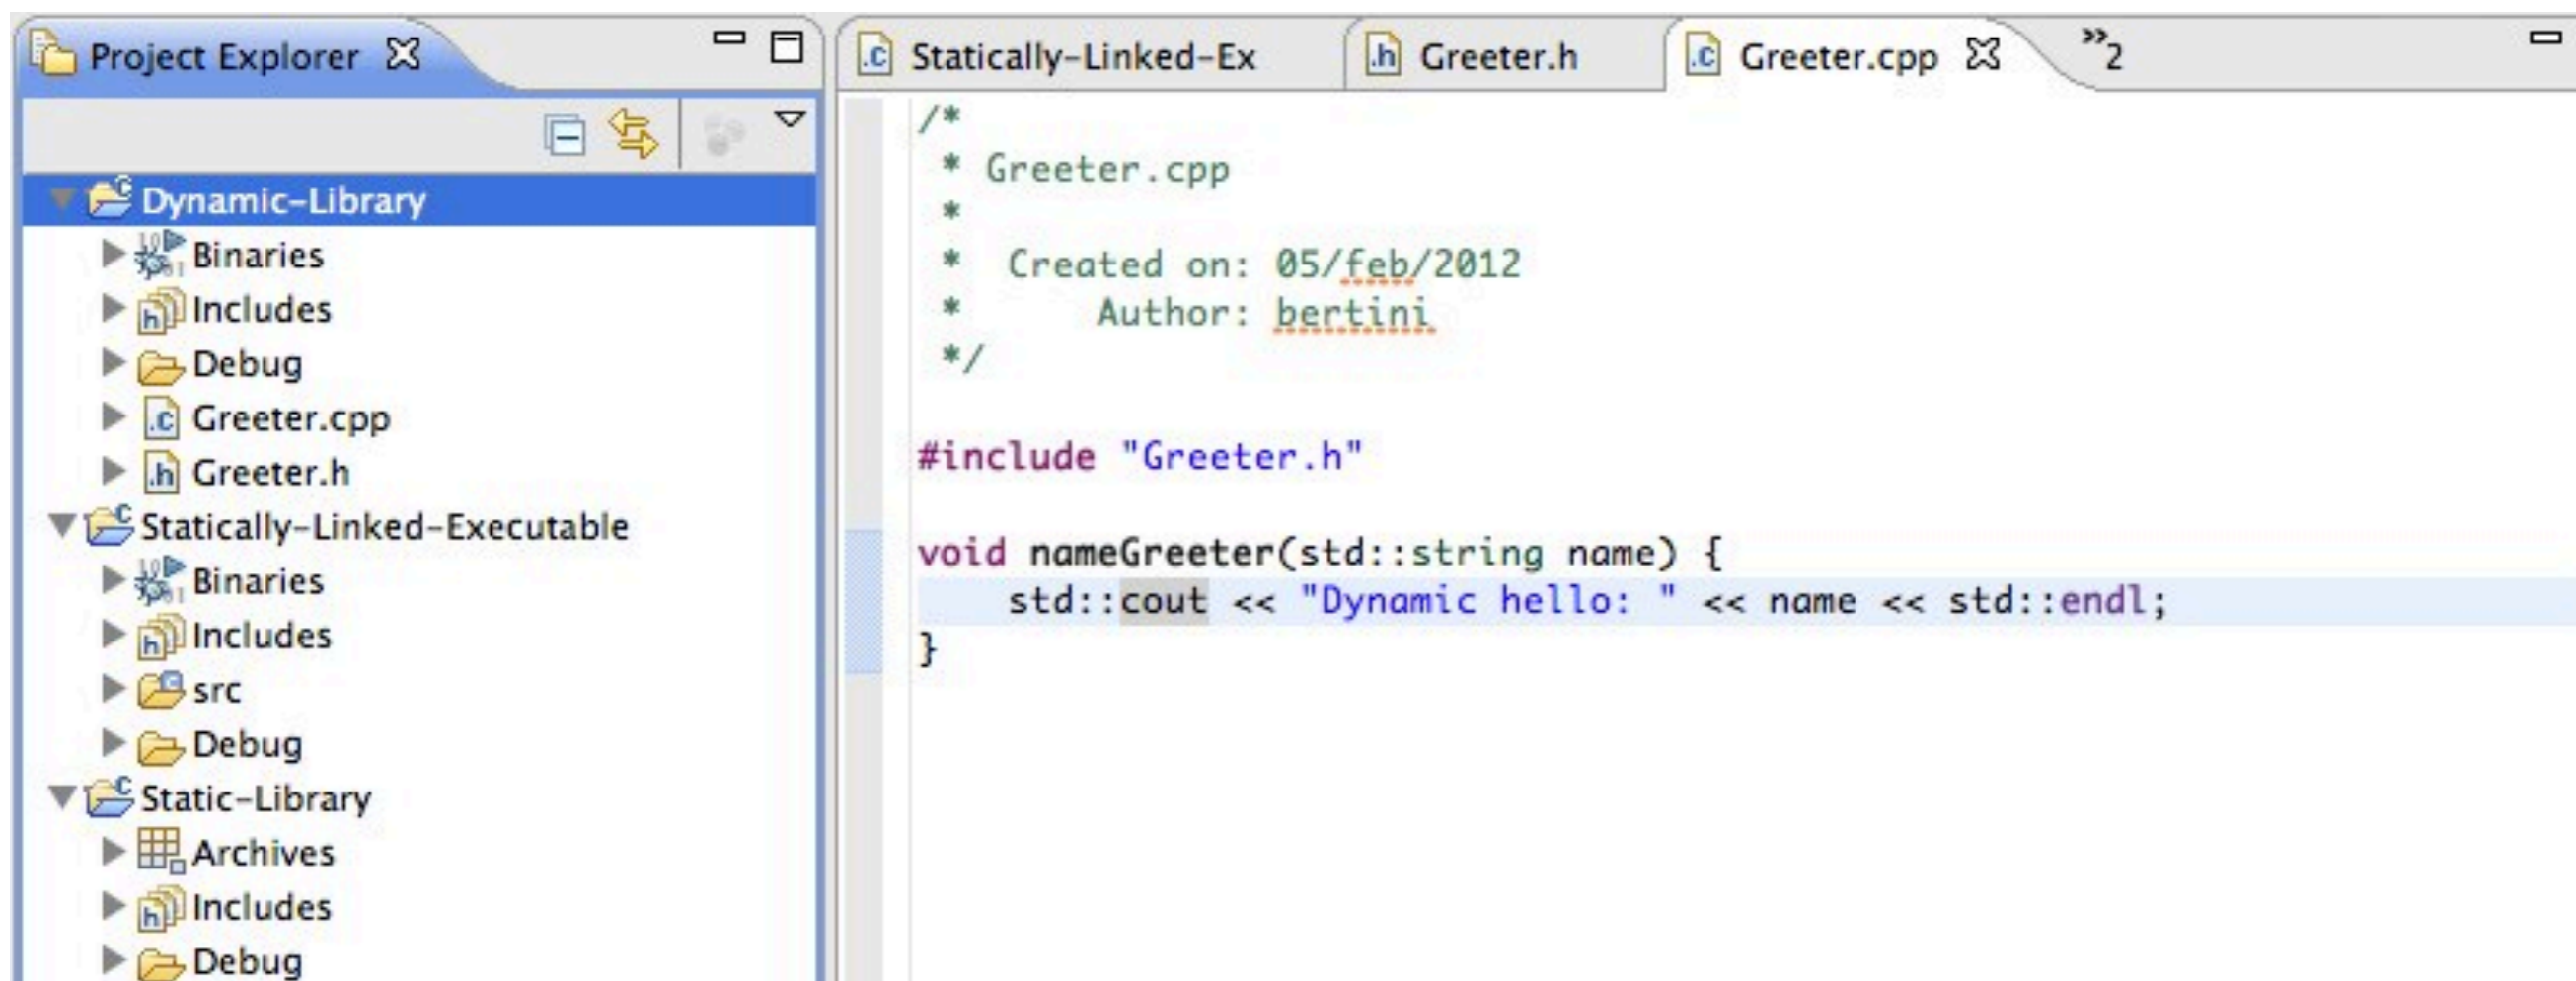 Project Explorer
Dynamic-Library
Binaries
Includes
Debug
Greeter.cpp
Greeter.h
Statically-Linked-Executable
Binaries
Includes
src
Debug
Static-Library
Archives
Includes
Debug
Statically-Linked-Ex
Greeter.h
Greeter.cpp
»2
/*
 * Greeter.cpp
 *
 *  Created on: 05/feb/2012
 *      Author: bertini
 */
#include "Greeter.h"
void nameGreeter(std::string name) {
    std::cout << "Dynamic hello: " << name << std::endl;
}